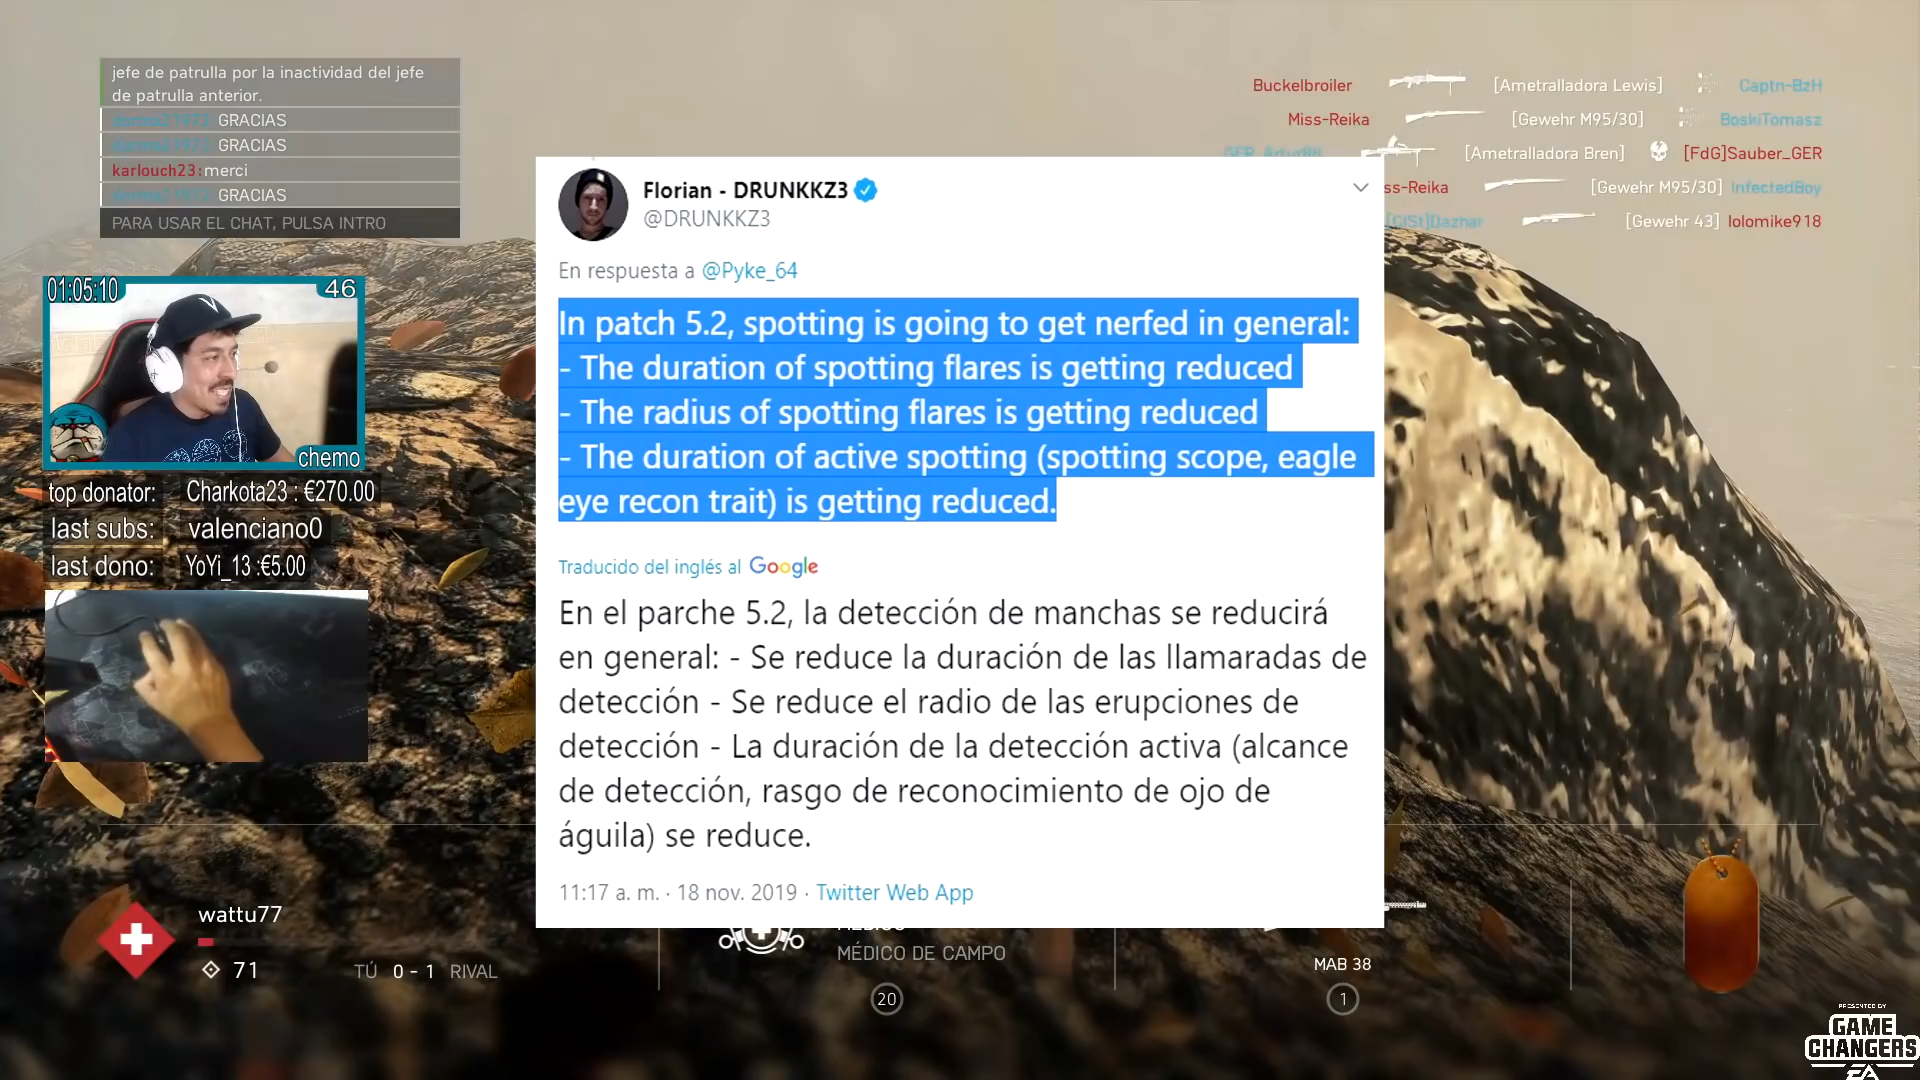 jefe de patrulla por la inactividad del jefe
de patrulla anterior.
GRACIAS
GRACIAS
karlouch23: merci
GRACIAS
PARA USAR EL CHAT, PULSA INTRO
Buckelbroiler [Ametralladora Lewis] Captn-BzH
Miss-Reika [Gewehr M95/30] BoskiTomasz
[Ametralladora Bren] [FdG]Sauber_GER
ss-Reika [Gewehr M95/30] InfectedBoy
[Gewehr 43] lolomike918
01:05:10 46
chemo
top donator: Charkota23 : €270.00
last subs: valenciano0
last dono: YoYi_13 :€5.00
Florian - DRUNKKZ3
@DRUNKKZ3
En respuesta a @Pyke_64
In patch 5.2, spotting is going to get nerfed in general:
- The duration of spotting flares is getting reduced
- The radius of spotting flares is getting reduced
- The duration of active spotting (spotting scope, eagle
eye recon trait) is getting reduced.
Traducido del inglés al Google
En el parche 5.2, la detección de manchas se reducirá
en general: - Se reduce la duración de las llamaradas de
detección - Se reduce el radio de las erupciones de
detección - La duración de la detección activa (alcance
de detección, rasgo de reconocimiento de ojo de
águila) se reduce.
11:17 a. m. · 18 nov. 2019 · Twitter Web App
wattu77
71
TÚ 0 - 1 RIVAL
MÉDICO
MÉDICO DE CAMPO
20
MAB 38
1
PRESENTED BY
GAME
CHANGERS
EA